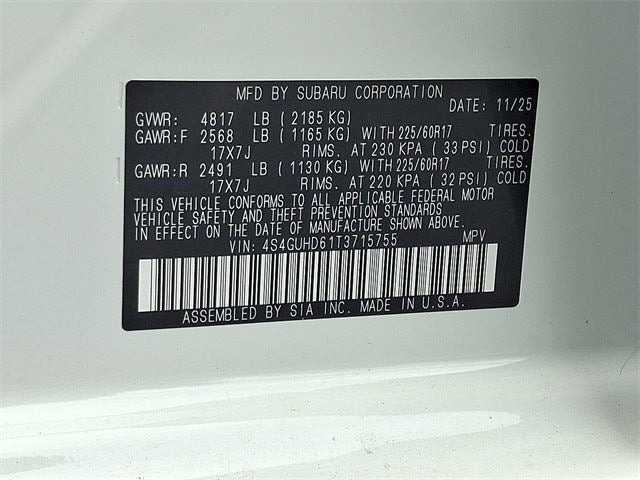 MFD BY SUBARU CORPORATION
DATE: 11/25
GVWR: 4817 LB ( 2185 KG)
GAWR:F 2568 LB ( 1165 KG) WITH 225/60R17 TIRES.
17X7J RIMS. AT 230 KPA ( 33 PSI) COLD
GAWR:R 2491 LB ( 1130 KG) WITH 225/60R17 TIRES.
17X7J RIMS. AT 220 KPA ( 32 PSI) COLD
THIS VEHICLE CONFORMS TO ALL APPLICABLE FEDERAL MOTOR
VEHICLE SAFETY AND THEFT PREVENTION STANDARDS
IN EFFECT ON THE DATE OF MANUFACTURE SHOWN ABOVE.
VIN: 4S4GUHD61T3715755 MPV
ASSEMBLED BY SIA INC. MADE IN U.S.A.